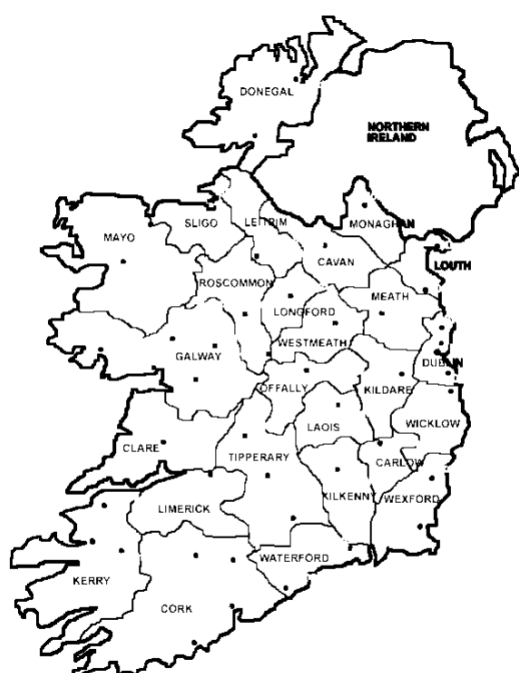 DONEGAL
NORTHERN
IRELAND
SLIGO
LEITRIM
MONAGHAN
MAYO
CAVAN
LOUTH
ROSCOMMON
MEATH
LONGFORD
WESTMEATH
GALWAY
DUBLIN
OFFALLY
KILDARE
LAOIS
WICKLOW
CLARE
TIPPERARY
CARLOW
KILKENNY
WEXFORD
LIMERICK
WATERFORD
KERRY
CORK